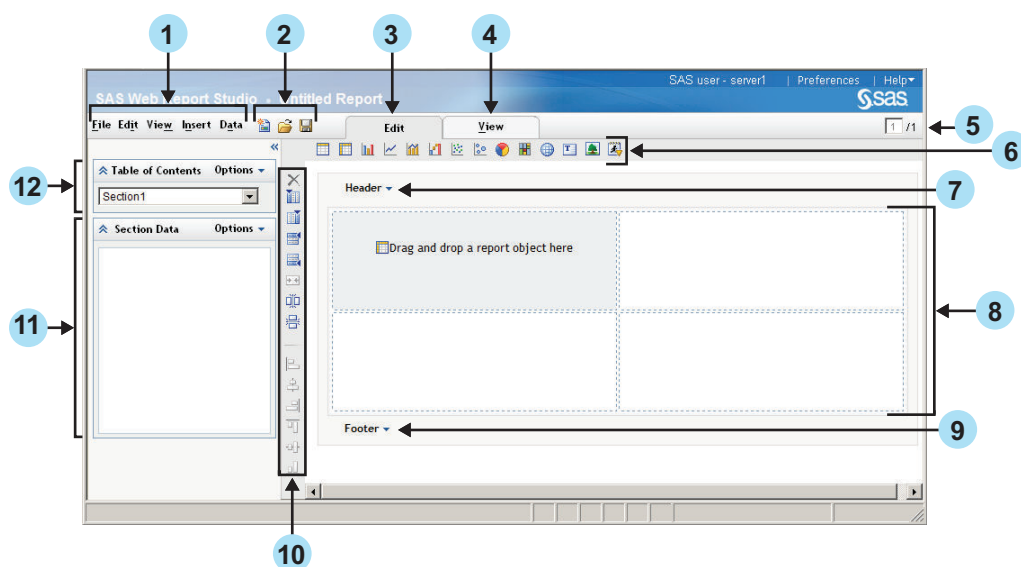 1 2 3 4
SAS user - server1 | Preferences | Help
SAS Web Report Studio - Untitled Report
sas
File Edit View Insert Data
Edit View
1 /1
5
6
12
Table of Contents Options
Section1
Header
7
Section Data Options
Drag and drop a report object here
11
8
Footer
9
10